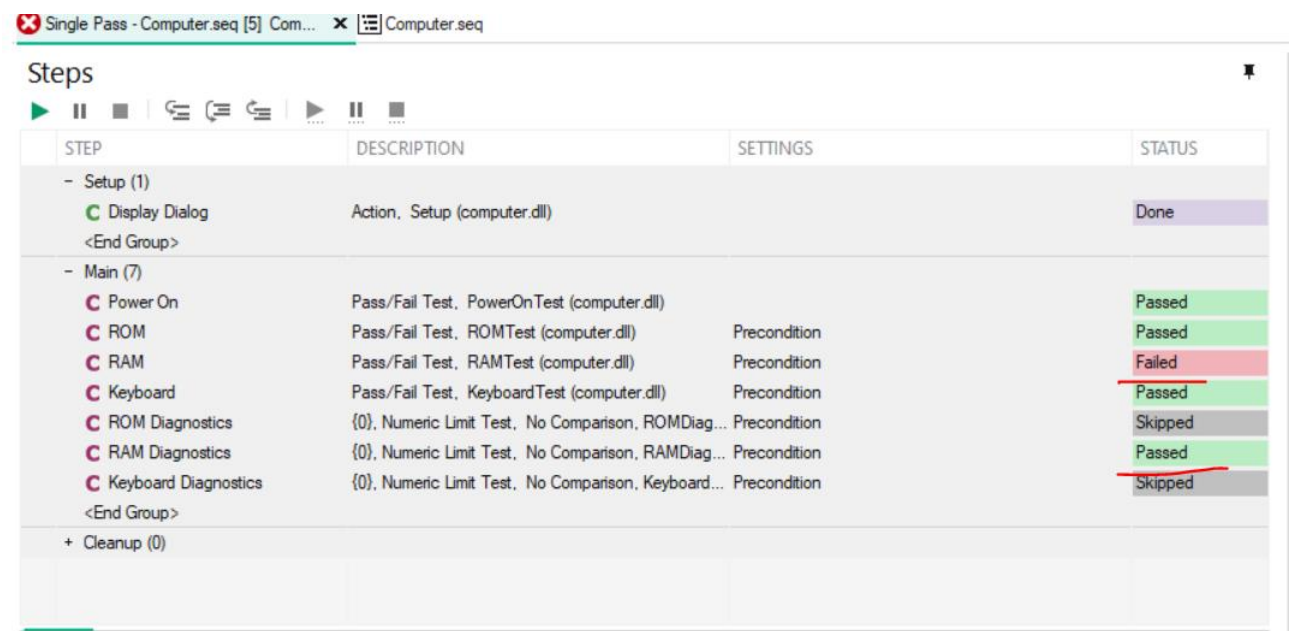 Single Pass - Computer.seq [5] Com... Computer.seq
Steps
STEP DESCRIPTION SETTINGS STATUS
- Setup (1)
C Display Dialog Action, Setup (computer.dll) Done
<End Group>
- Main (7)
C Power On Pass/Fail Test, PowerOnTest (computer.dll) Passed
C ROM Pass/Fail Test, ROMTest (computer.dll) Precondition Passed
C RAM Pass/Fail Test, RAMTest (computer.dll) Precondition Failed
C Keyboard Pass/Fail Test, KeyboardTest (computer.dll) Precondition Passed
C ROM Diagnostics {0}, Numeric Limit Test, No Comparison, ROMDiag... Precondition Skipped
C RAM Diagnostics {0}, Numeric Limit Test, No Comparison, RAMDiag... Precondition Passed
C Keyboard Diagnostics {0}, Numeric Limit Test, No Comparison, Keyboard... Precondition Skipped
<End Group>
+ Cleanup (0)